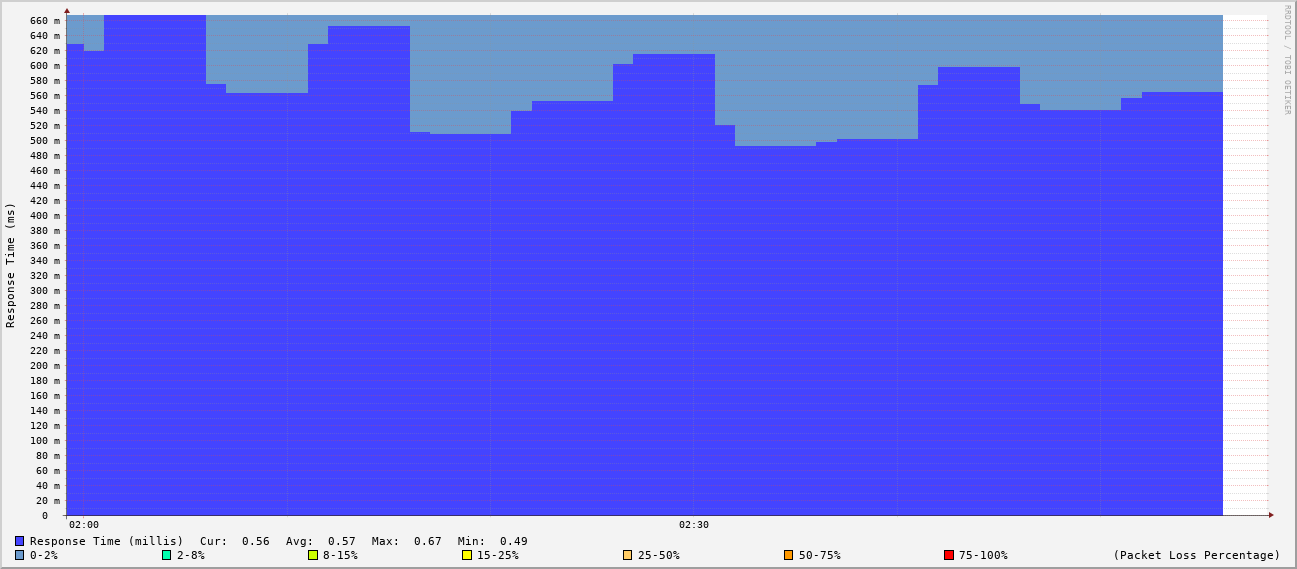 RRDTOOL / TOBI OETIKER
Response Time (ms)
660 m
640 m
620 m
600 m
580 m
560 m
540 m
520 m
500 m
480 m
460 m
440 m
420 m
400 m
380 m
360 m
340 m
320 m
300 m
280 m
260 m
240 m
220 m
200 m
180 m
160 m
140 m
120 m
100 m
80 m
60 m
40 m
20 m
0
02:00 02:30
Response Time (millis) Cur: 0.56 Avg: 0.57 Max: 0.67 Min: 0.49
0-2% 2-8% 8-15% 15-25% 25-50% 50-75% 75-100% (Packet Loss Percentage)